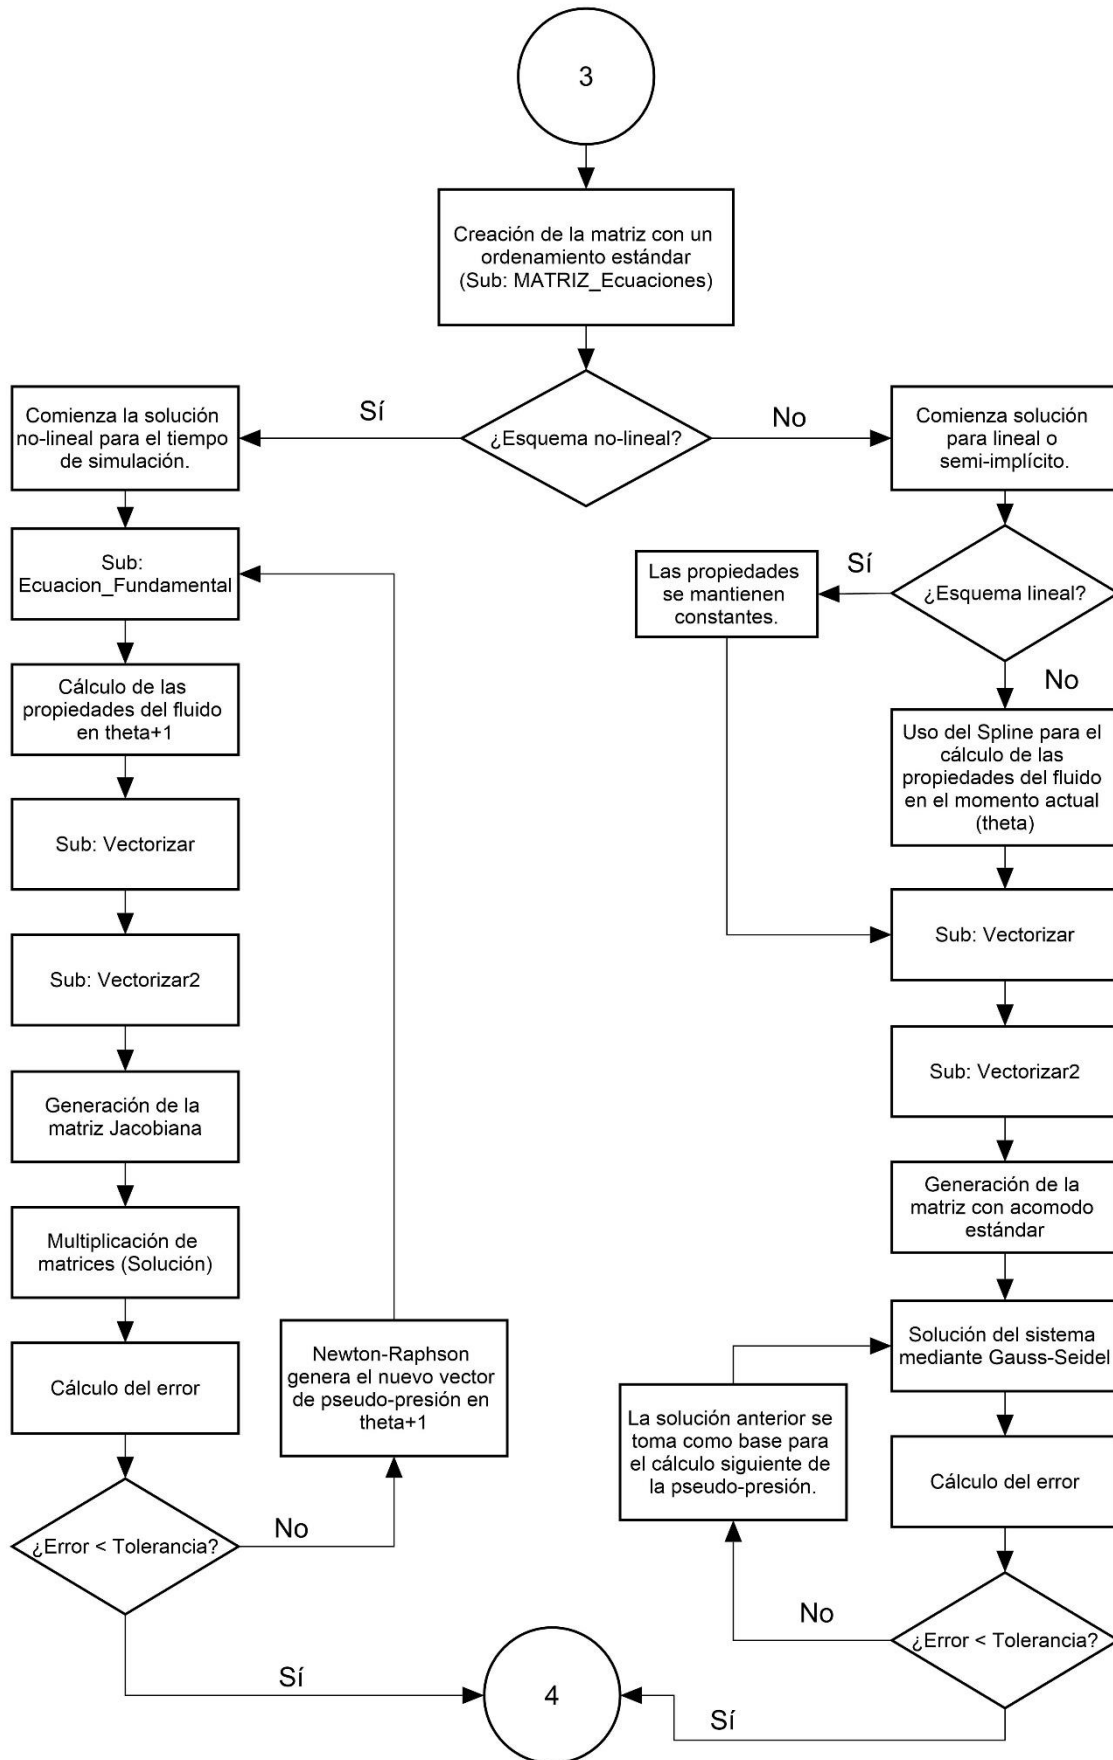 3
Creación de la matriz con un
ordenamiento estándar
(Sub: MATRIZ_Ecuaciones)
¿Esquema no-lineal?
Sí
No
Comienza la solución
no-lineal para el tiempo
de simulación.
Sub:
Ecuacion_Fundamental
Cálculo de las
propiedades del fluido
en theta+1
Sub: Vectorizar
Sub: Vectorizar2
Generación de la
matriz Jacobiana
Multiplicación de
matrices (Solución)
Cálculo del error
¿Error < Tolerancia?
No
Newton-Raphson
genera el nuevo vector
de pseudo-presión en
theta+1
Sí
Comienza solución
para lineal o
semi-implícito.
¿Esquema lineal?
Sí
Las propiedades
se mantienen
constantes.
No
Uso del Spline para el
cálculo de las
propiedades del fluido
en el momento actual
(theta)
Sub: Vectorizar
Sub: Vectorizar2
Generación de la
matriz con acomodo
estándar
Solución del sistema
mediante Gauss-Seidel
Cálculo del error
¿Error < Tolerancia?
No
La solución anterior se
toma como base para
el cálculo siguiente de
la pseudo-presión.
Sí
4